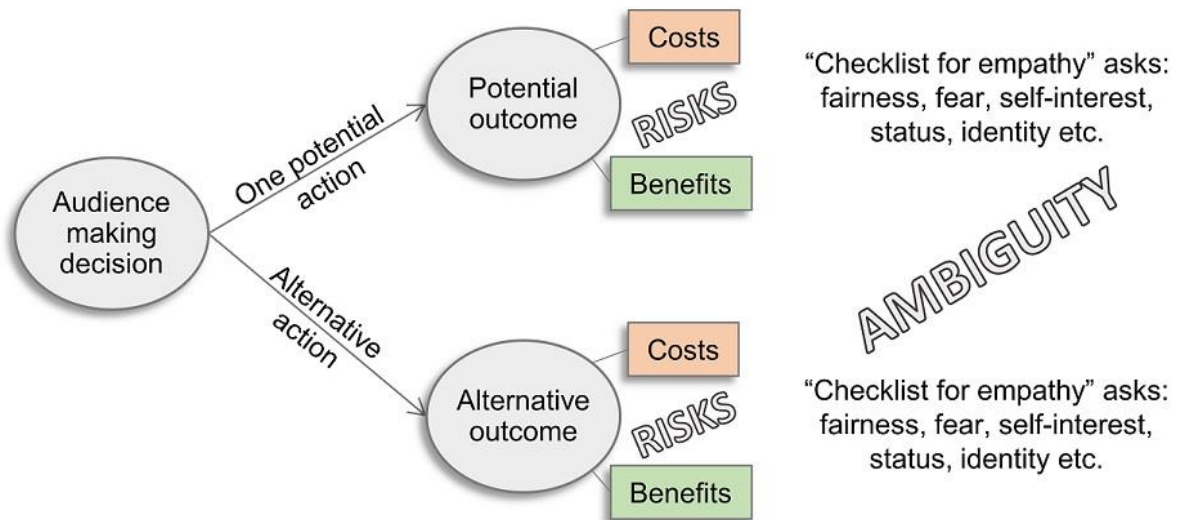 Audience
making
decision
One potential
action
Alternative
action
Potential
outcome
Costs
RISKS
Benefits
“Checklist for empathy” asks:
fairness, fear, self-interest,
status, identity etc.
AMBIGUITY
Alternative
outcome
Costs
RISKS
Benefits
“Checklist for empathy” asks:
fairness, fear, self-interest,
status, identity etc.